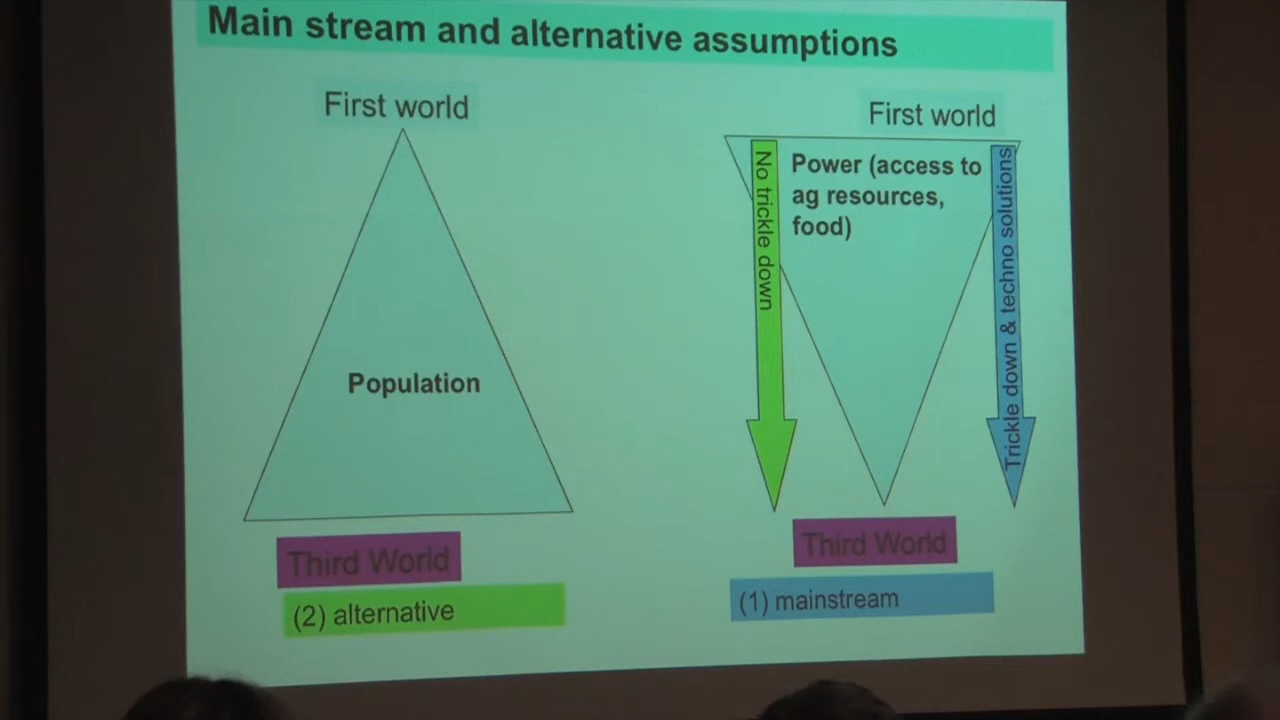 Main stream and alternative assumptions
First world
Population
Third World
(2) alternative
First world
No trickle down
Power (access to
ag resources,
food)
Trickle down & techno solutions
Third World
(1) mainstream